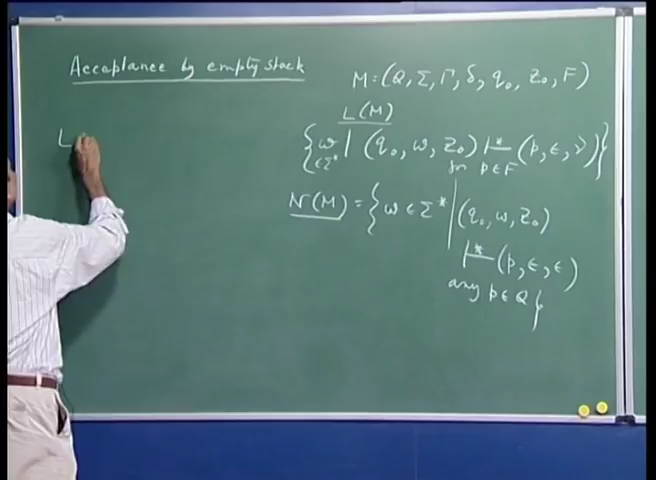 Acceptance by empty stack
M = (Q, Σ, Γ, δ, q₀, Z₀, F)
L(M)
{ w | (q₀, w, Z₀) ⊢* (p, ε, γ) }
∈Σ* for p∈F
N(M) = { w ∈ Σ* | (q₀, w, Z₀)
⊢* (p, ε, ε)
any p ∈ Q }
L